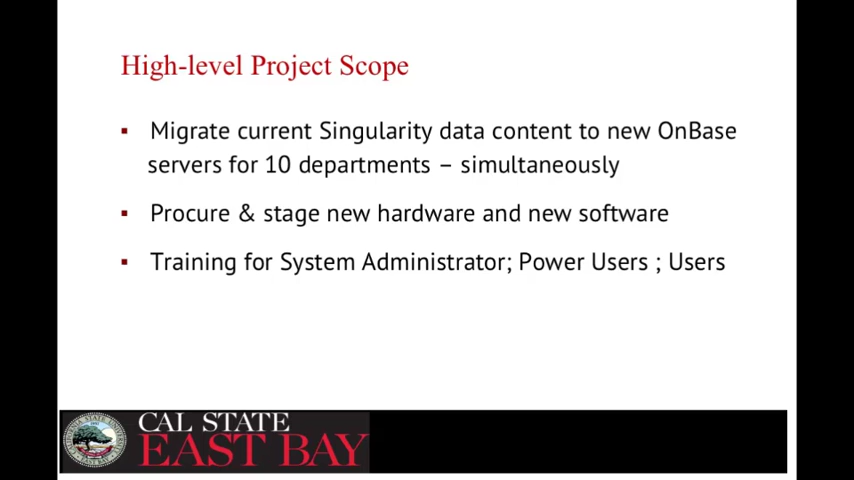 High-level Project Scope
▪ Migrate current Singularity data content to new OnBase
servers for 10 departments – simultaneously
▪ Procure & stage new hardware and new software
▪ Training for System Administrator; Power Users ; Users
CAL STATE
EAST BAY